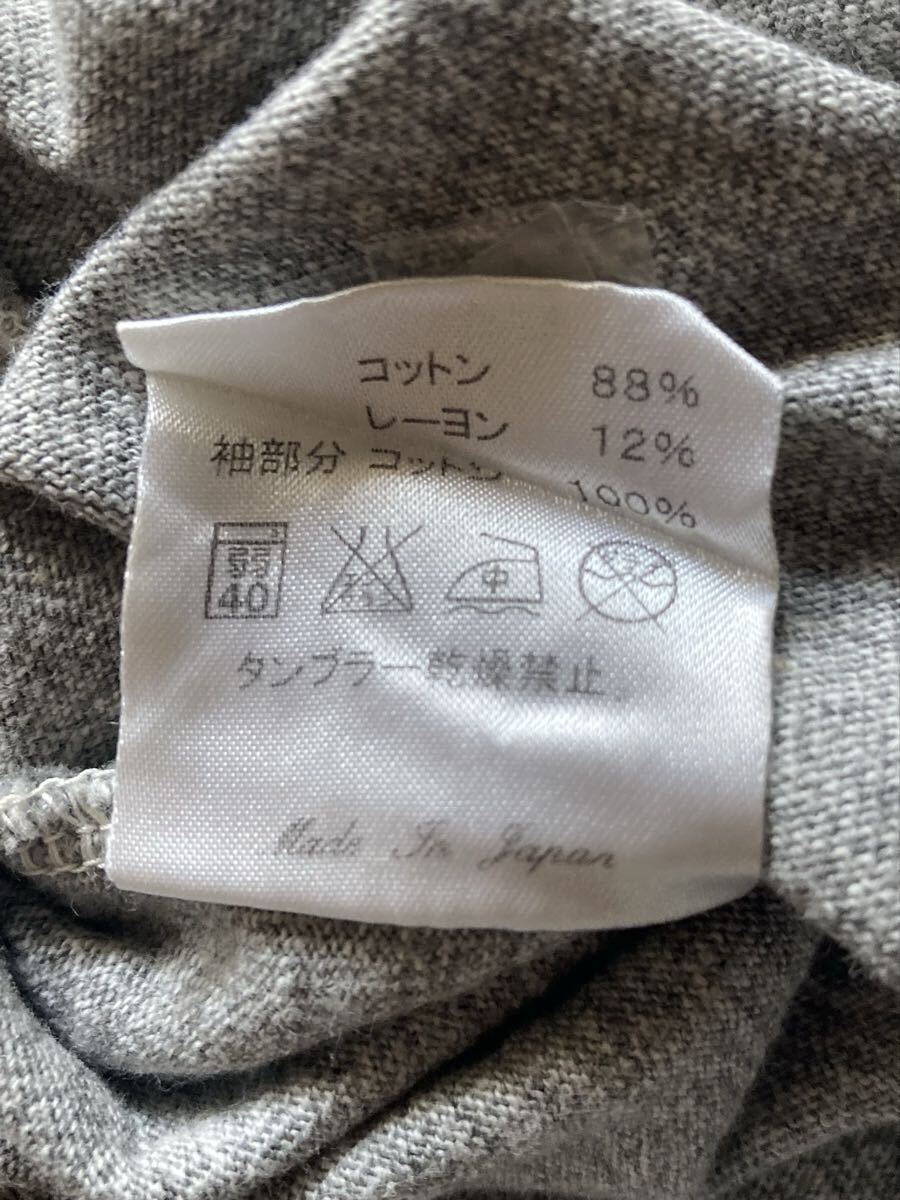 コットン 88%
レーヨン 12%
袖部分 コットン 100%
弱 中
40
タンブラー乾燥禁止
Made In Japan